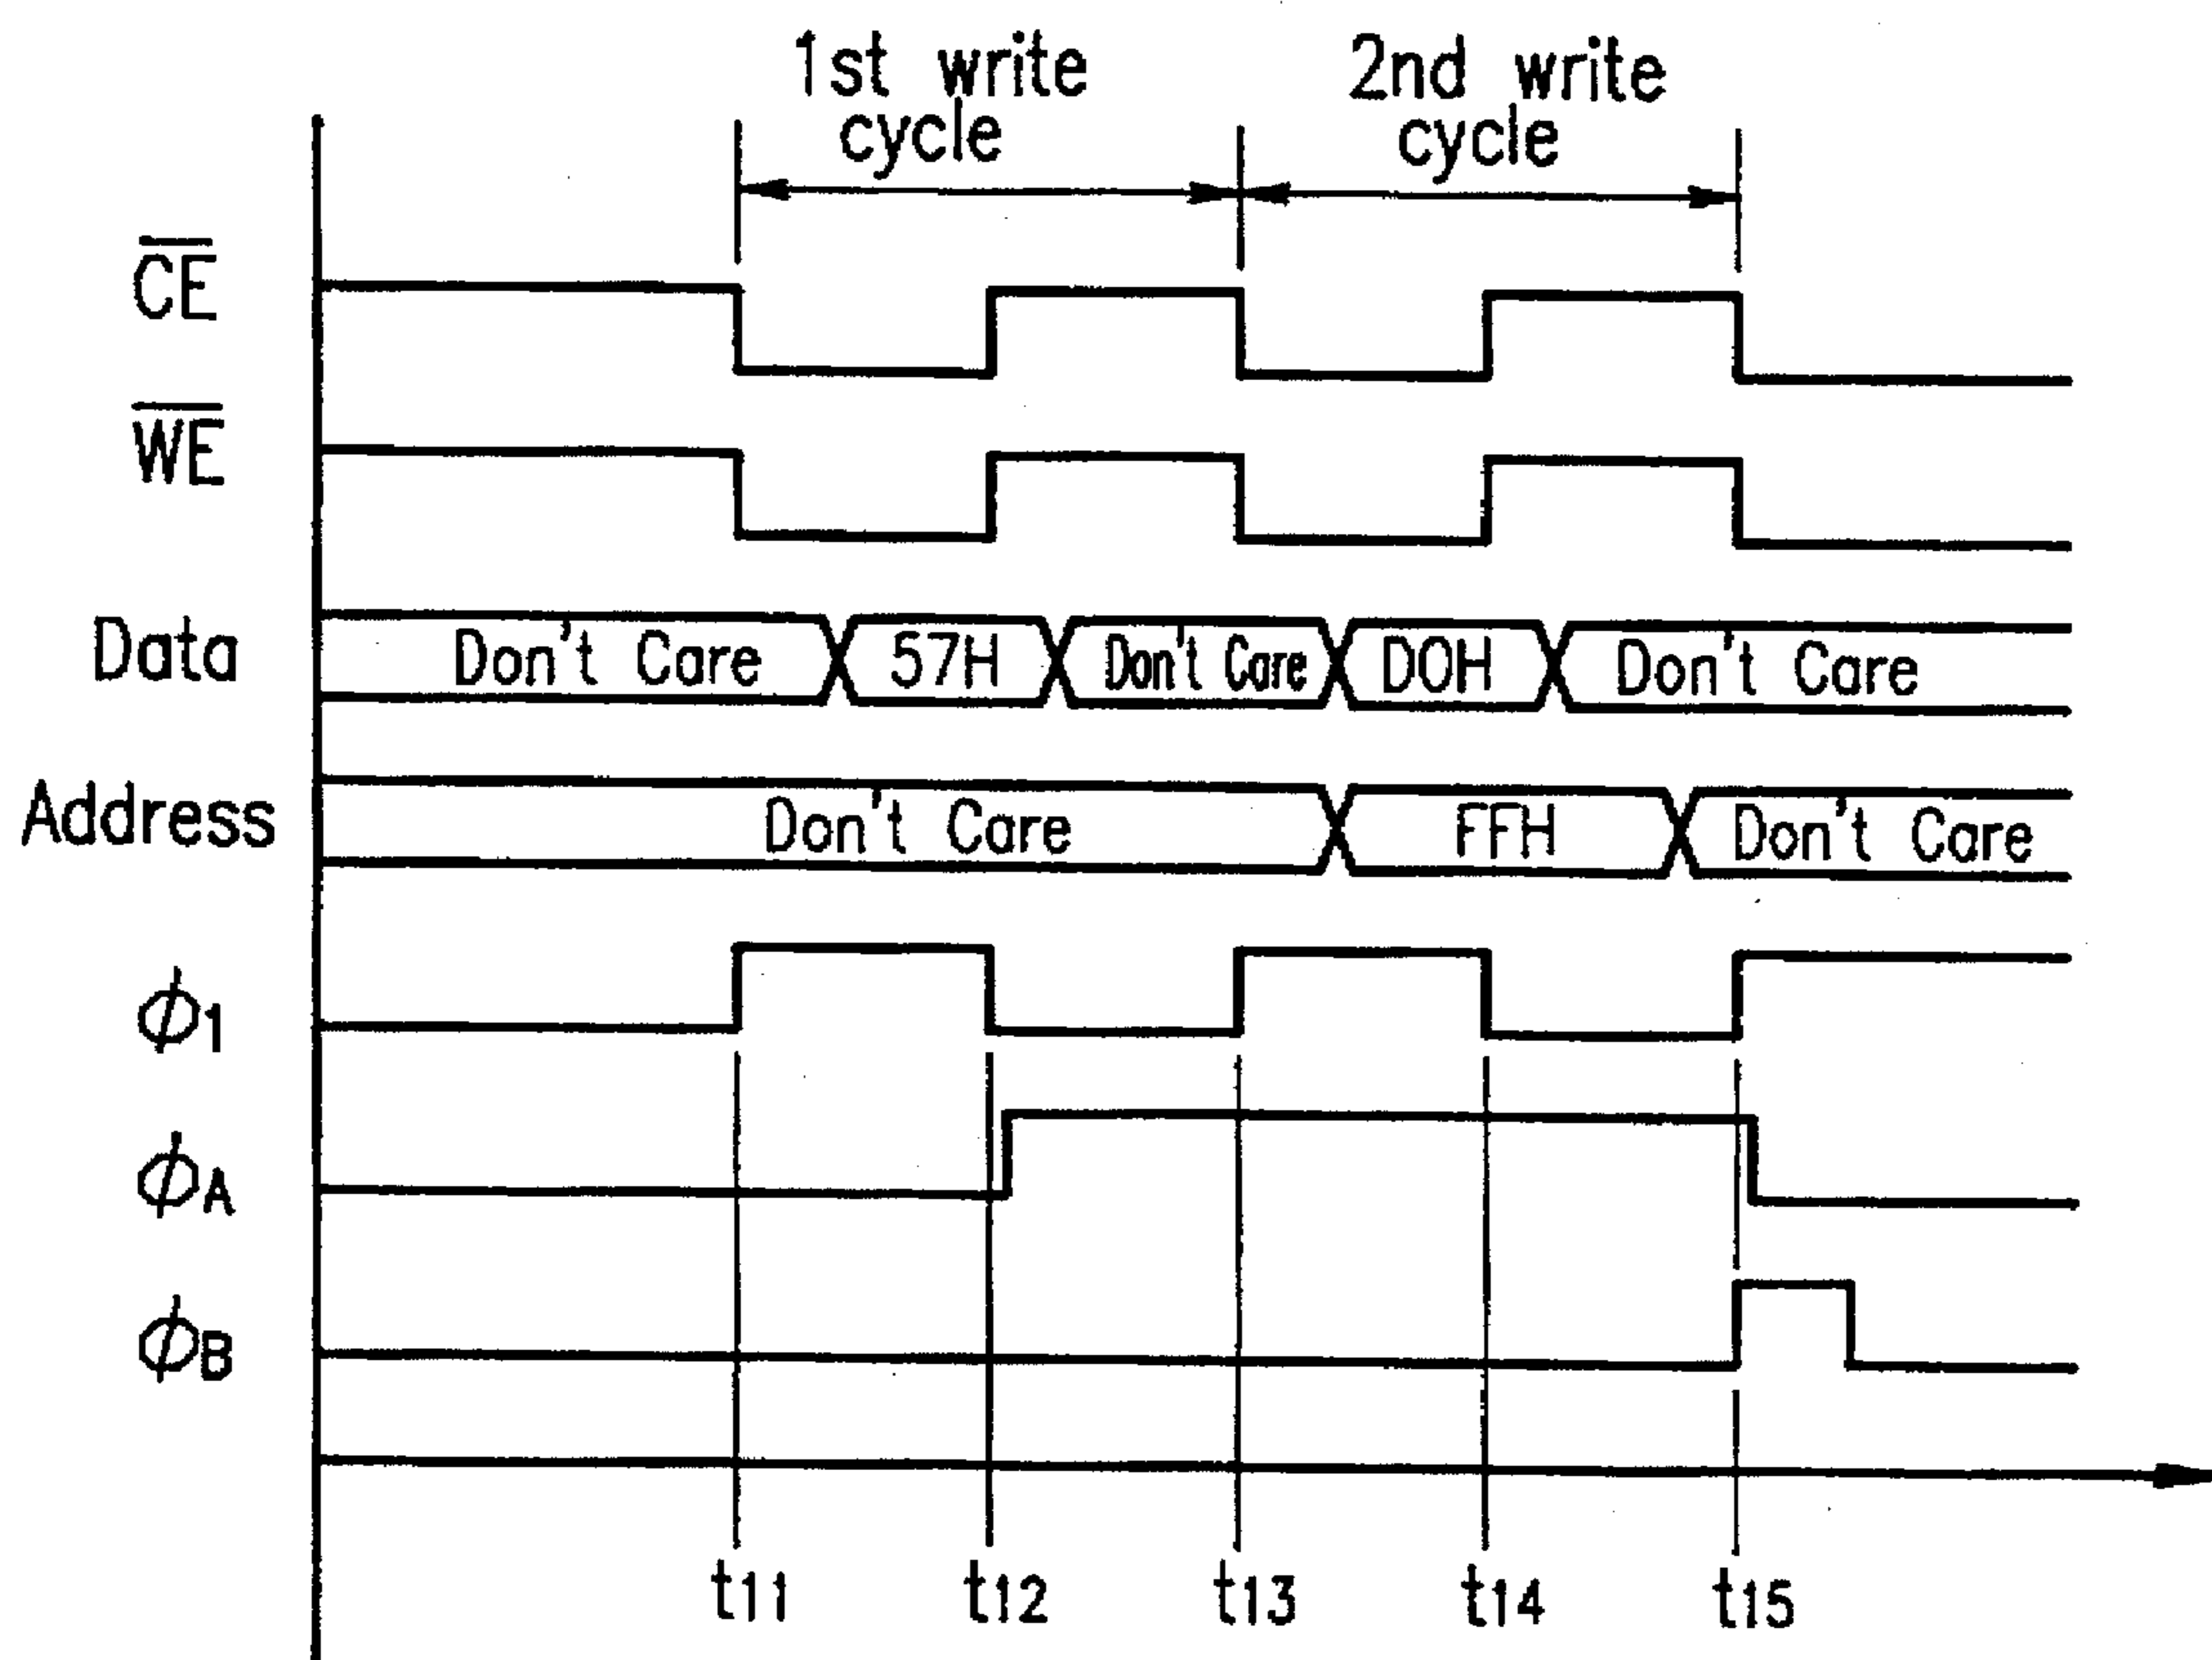 1st write
cycle
2nd write
cycle
CE
WE
Data
Don't Care
57H
Don't Care
D0H
Don't Care
Address
Don't Care
FFH
Don't Care
ϕ1
ϕA
ϕB
t11
t12
t13
t14
t15